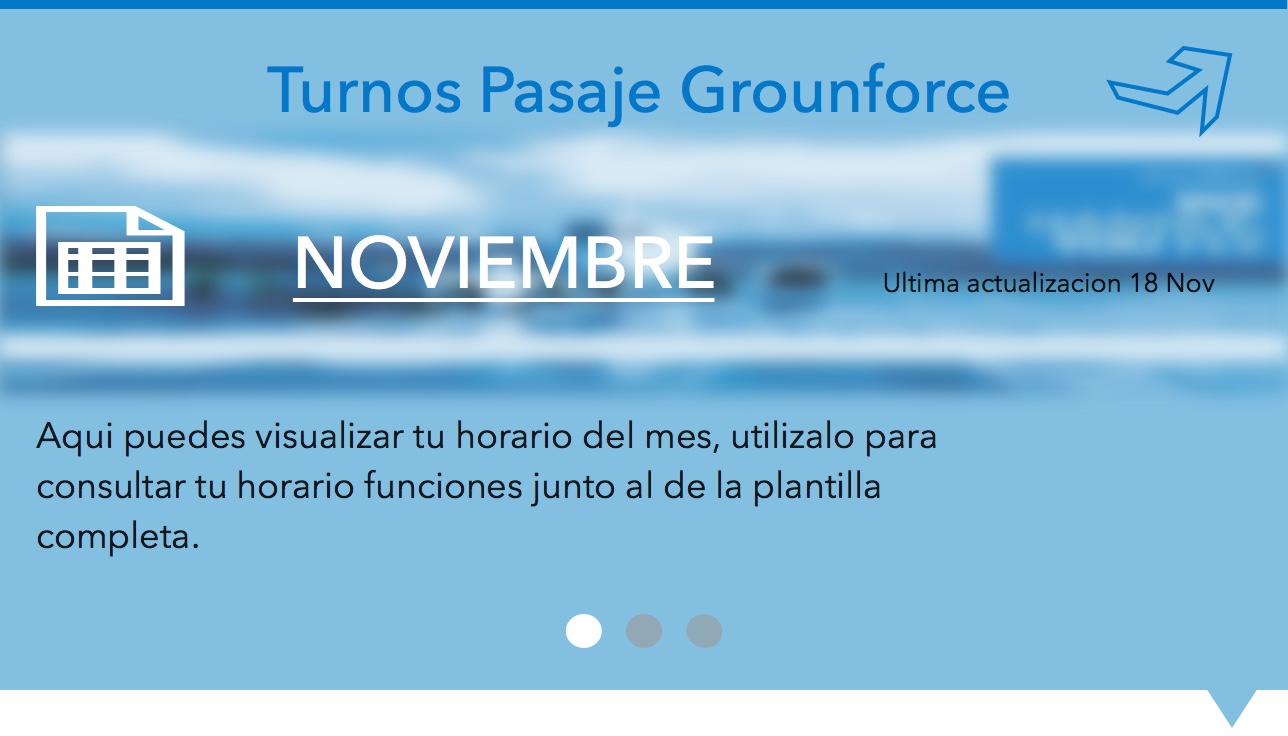 Turnos Pasaje Grounforce
NOVIEMBRE
Ultima actualizacion 18 Nov
Aqui puedes visualizar tu horario del mes, utilizalo para
consultar tu horario funciones junto al de la plantilla
completa.